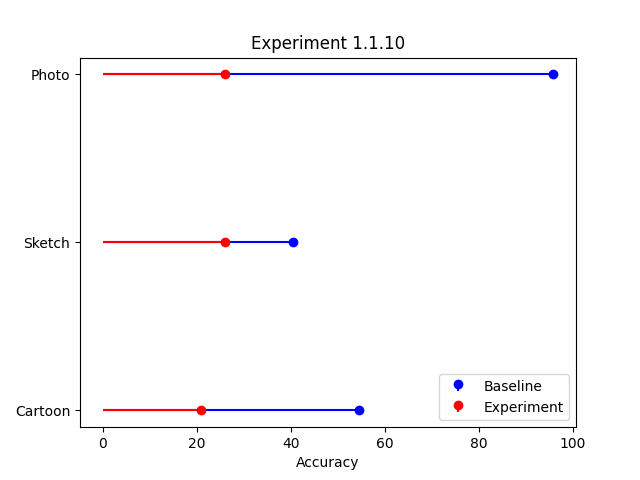 Experiment 1.1.10
Photo
Sketch
Cartoon
Baseline
Experiment
0 20 40 60 80 100
Accuracy